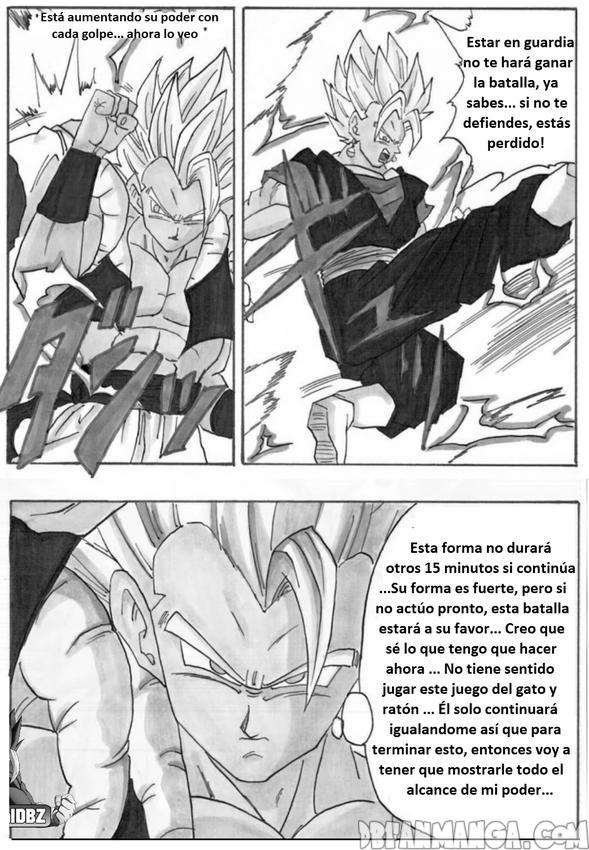 Está aumentando su poder con
cada golpe... ahora lo veo
Estar en guardia
no te hará ganar
la batalla, ya
sabes... si no te
defiendes, estás
perdido!
Esta forma no durará
otros 15 minutos si continúa
...Su forma es fuerte, pero si
no actúo pronto, esta batalla
estará a su favor... Creo que
sé lo que tengo que hacer
ahora ... No tiene sentido
jugar este juego del gato y
ratón ... Él solo continuará
igualandome así que para
terminar esto, entonces voy a
tener que mostrarle todo el
alcance de mi poder...
IDBZ
DBFANMANGA.COM